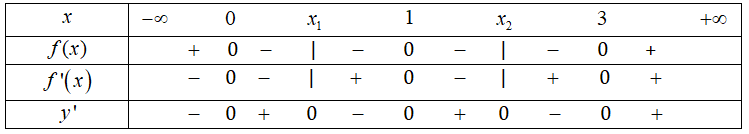 x −∞ 0 x₁ 1 x₂ 3 +∞
f(x) + 0 − | − 0 − | − 0 +
f'(x) − 0 − | + 0 − | + 0 +
y' − 0 + 0 − 0 + 0 − 0 +